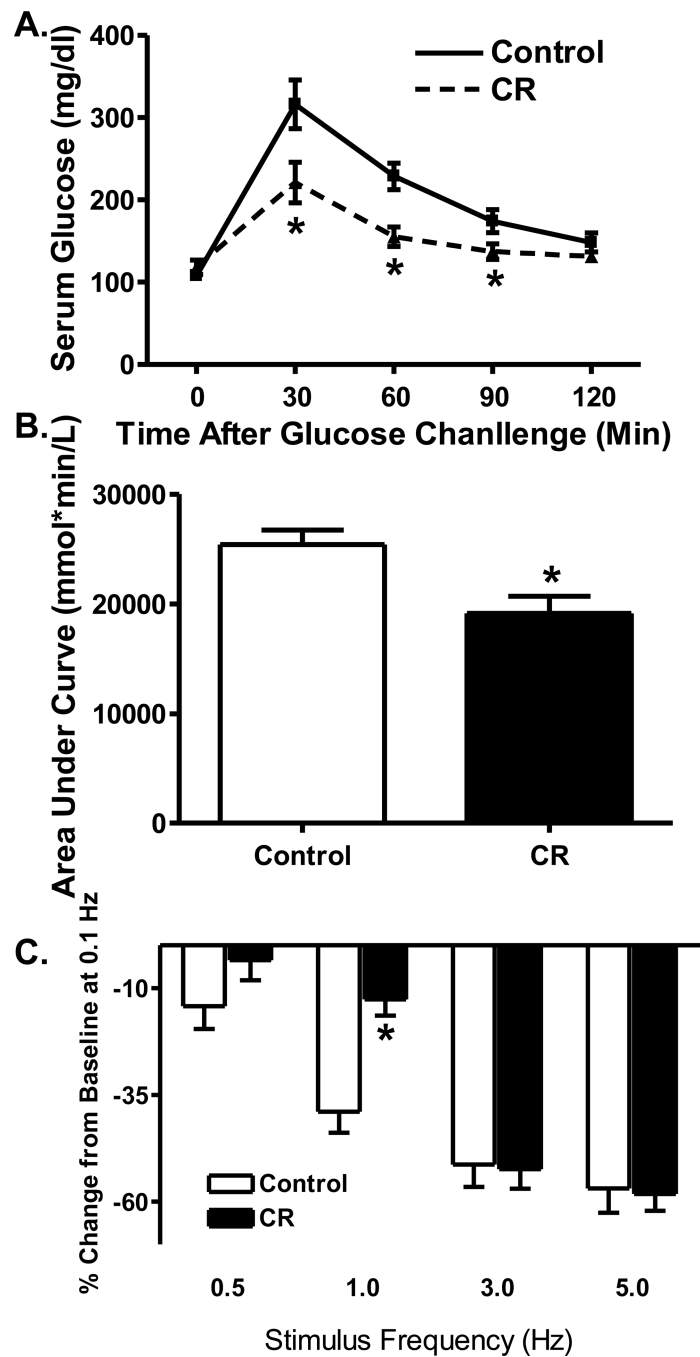 A.
Serum Glucose (mg/dl)
400
300
200
100
0
Control
CR
*
*
*
0 30 60 90 120
Time After Glucose Chanllenge (Min)
B.
Area Under Curve (mmol*min/L)
30000
20000
10000
0
*
Control CR
C.
% Change from Baseline at 0.1 Hz
-10
-35
-60
*
Control
CR
0.5 1.0 3.0 5.0
Stimulus Frequency (Hz)